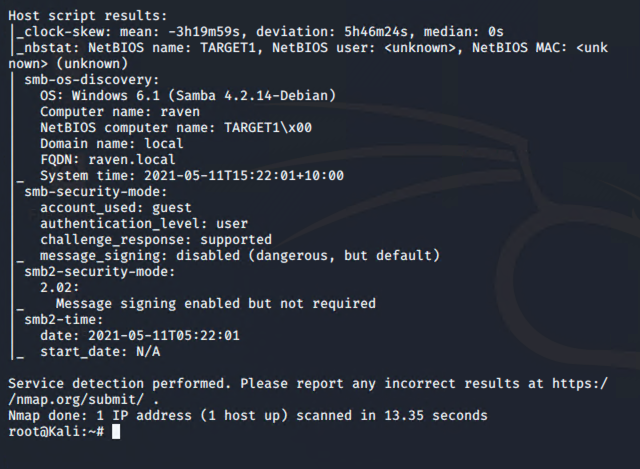 Host script results:
|_clock-skew: mean: -3h19m59s, deviation: 5h46m24s, median: 0s
|_nbstat: NetBIOS name: TARGET1, NetBIOS user: <unknown>, NetBIOS MAC: <unk
nown> (unknown)
| smb-os-discovery:
|   OS: Windows 6.1 (Samba 4.2.14-Debian)
|   Computer name: raven
|   NetBIOS computer name: TARGET1\x00
|   Domain name: local
|   FQDN: raven.local
|_  System time: 2021-05-11T15:22:01+10:00
| smb-security-mode:
|   account_used: guest
|   authentication_level: user
|   challenge_response: supported
|_  message_signing: disabled (dangerous, but default)
| smb2-security-mode:
|   2.02:
|_    Message signing enabled but not required
| smb2-time:
|   date: 2021-05-11T05:22:01
|_  start_date: N/A

Service detection performed. Please report any incorrect results at https:/
/nmap.org/submit/ .
Nmap done: 1 IP address (1 host up) scanned in 13.35 seconds
root@Kali:~#